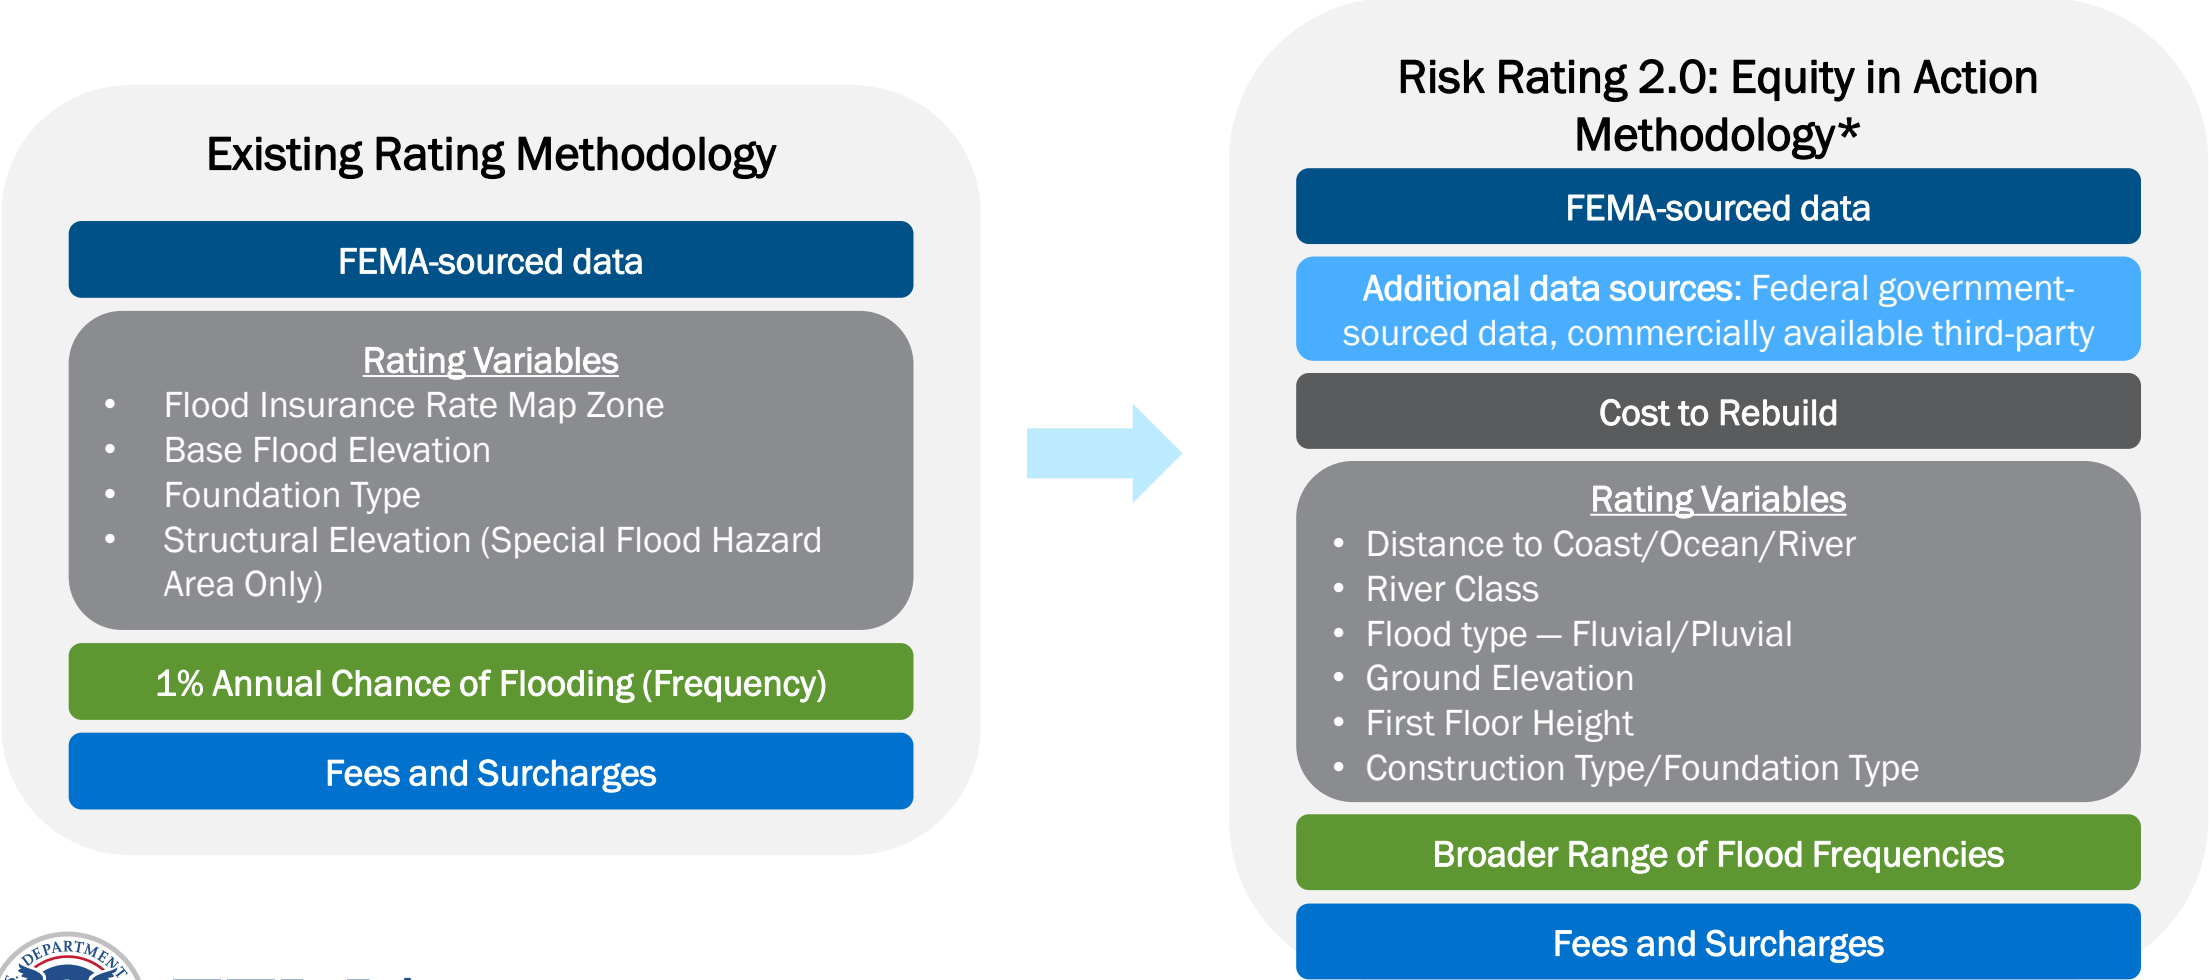 Existing Rating Methodology
FEMA-sourced data
Rating Variables
• Flood Insurance Rate Map Zone
• Base Flood Elevation
• Foundation Type
• Structural Elevation (Special Flood Hazard
Area Only)
1% Annual Chance of Flooding (Frequency)
Fees and Surcharges
Risk Rating 2.0: Equity in Action
Methodology*
FEMA-sourced data
Additional data sources: Federal government-
sourced data, commercially available third-party
Cost to Rebuild
Rating Variables
• Distance to Coast/Ocean/River
• River Class
• Flood type — Fluvial/Pluvial
• Ground Elevation
• First Floor Height
• Construction Type/Foundation Type
Broader Range of Flood Frequencies
Fees and Surcharges
DEPARTMENT